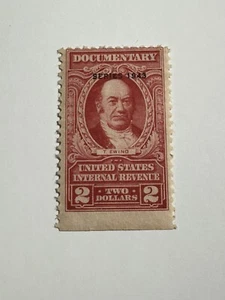 DOCUMENTARY
SERIES 1943
T. EWING
UNITED STATES
INTERNAL REVENUE
2 TWO DOLLARS 2